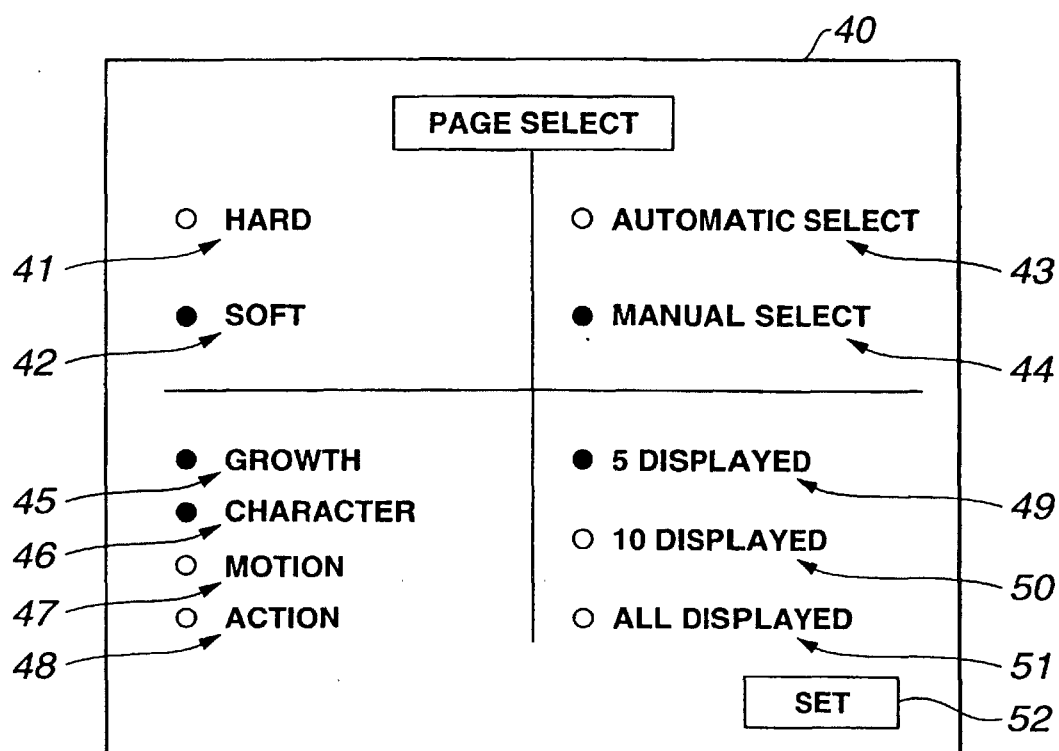 40
PAGE SELECT
HARD
AUTOMATIC SELECT
41
43
SOFT
MANUAL SELECT
42
44
GROWTH
5 DISPLAYED
45
49
CHARACTER
46
10 DISPLAYED
MOTION
47
50
ACTION
ALL DISPLAYED
48
51
SET
52